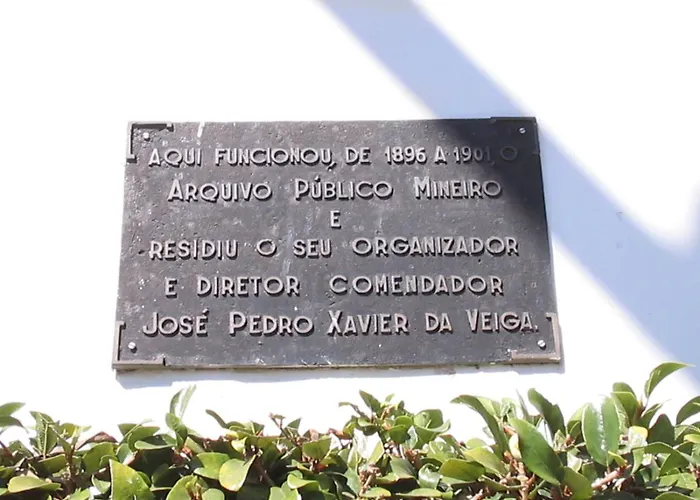 AQUI FUNCIONOU, DE 1896 A 1901, O
ARQUIVO PÚBLICO MINEIRO
E
RESIDIU O SEU ORGANIZADOR
E DIRETOR COMENDADOR
JOSÉ PEDRO XAVIER DA VEIGA.